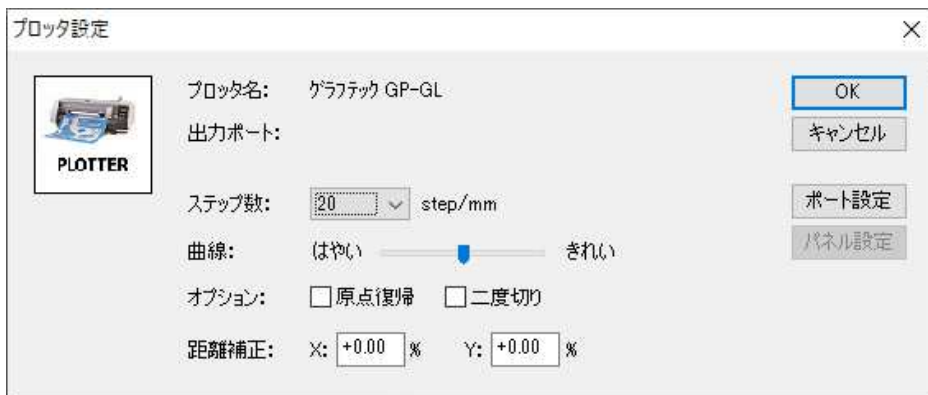 プロッタ設定
プロッタ名: グラフテック GP-GL OK
出力ポート: キャンセル
PLOTTER
ステップ数: 20 step/mm ポート設定
曲線: はやい きれい パネル設定
オプション: 原点復帰 二度切り
距離補正: X: +0.00 % Y: +0.00 %